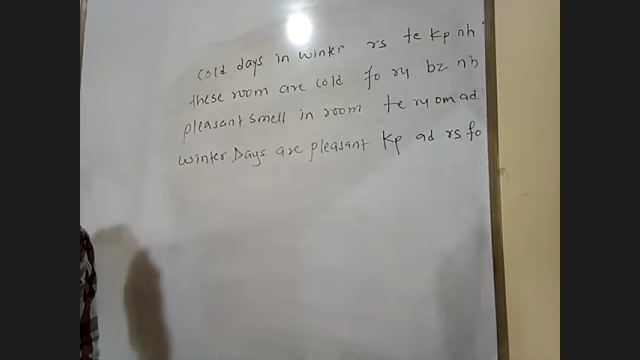 cold days in winter rs te kp nh
these room are cold fo ry bz nh
pleasant smell in room te ry om ad
winter Days are pleasant kp ad rs fo